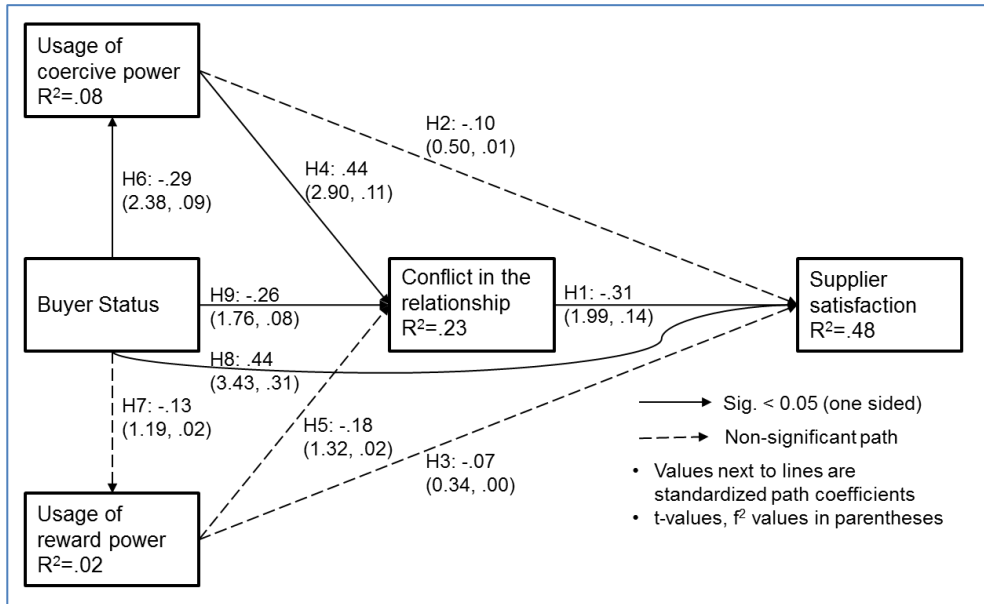 Usage of
coercive power
R²=.08
H2: -.10
(0.50, .01)
H4: .44
(2.90, .11)
H6: -.29
(2.38, .09)
Buyer Status
H9: -.26
(1.76, .08)
Conflict in the
relationship
R²=.23
H1: -.31
(1.99, .14)
Supplier
satisfaction
R²=.48
H8: .44
(3.43, .31)
H7: -.13
(1.19, .02)
H5: -.18
(1.32, .02)
H3: -.07
(0.34, .00)
Usage of
reward power
R²=.02
Sig. < 0.05 (one sided)
Non-significant path
• Values next to lines are
standardized path coefficients
• t-values, f² values in parentheses